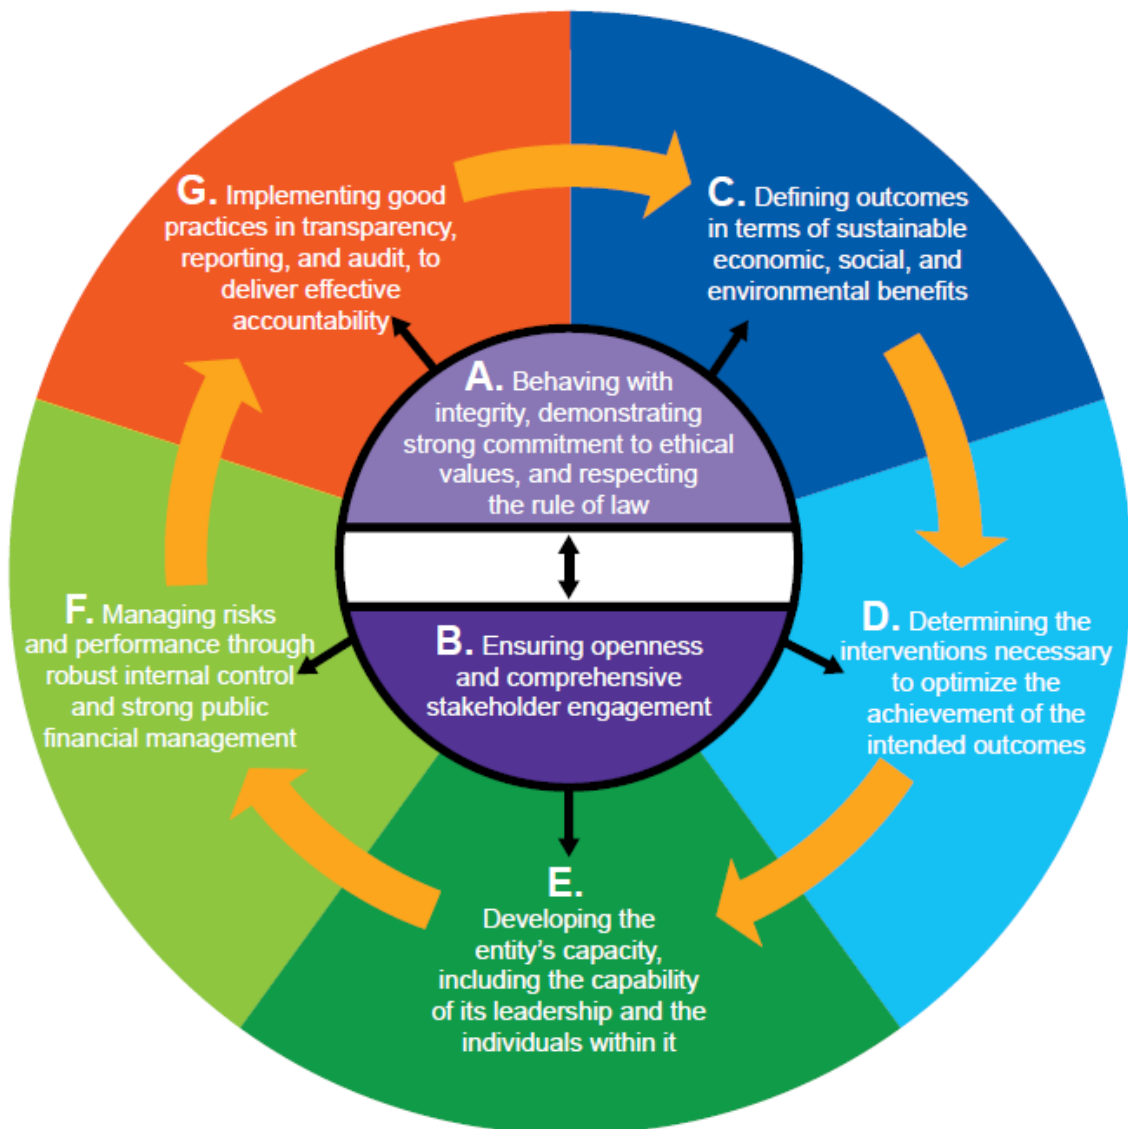 G. Implementing good
practices in transparency,
reporting, and audit, to
deliver effective
accountability
C. Defining outcomes
in terms of sustainable
economic, social, and
environmental benefits
A. Behaving with
integrity, demonstrating
strong commitment to ethical
values, and respecting
the rule of law
B. Ensuring openness
and comprehensive
stakeholder engagement
F. Managing risks
and performance through
robust internal control
and strong public
financial management
D. Determining the
interventions necessary
to optimize the
achievement of the
intended outcomes
E.
Developing the
entity's capacity,
including the capability
of its leadership and the
individuals within it